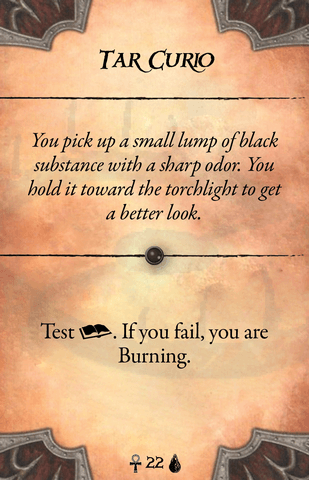 Tar Curio
You pick up a small lump of black
substance with a sharp odor. You
hold it toward the torchlight to get
a better look.
Test . If you fail, you are
Burning.
22